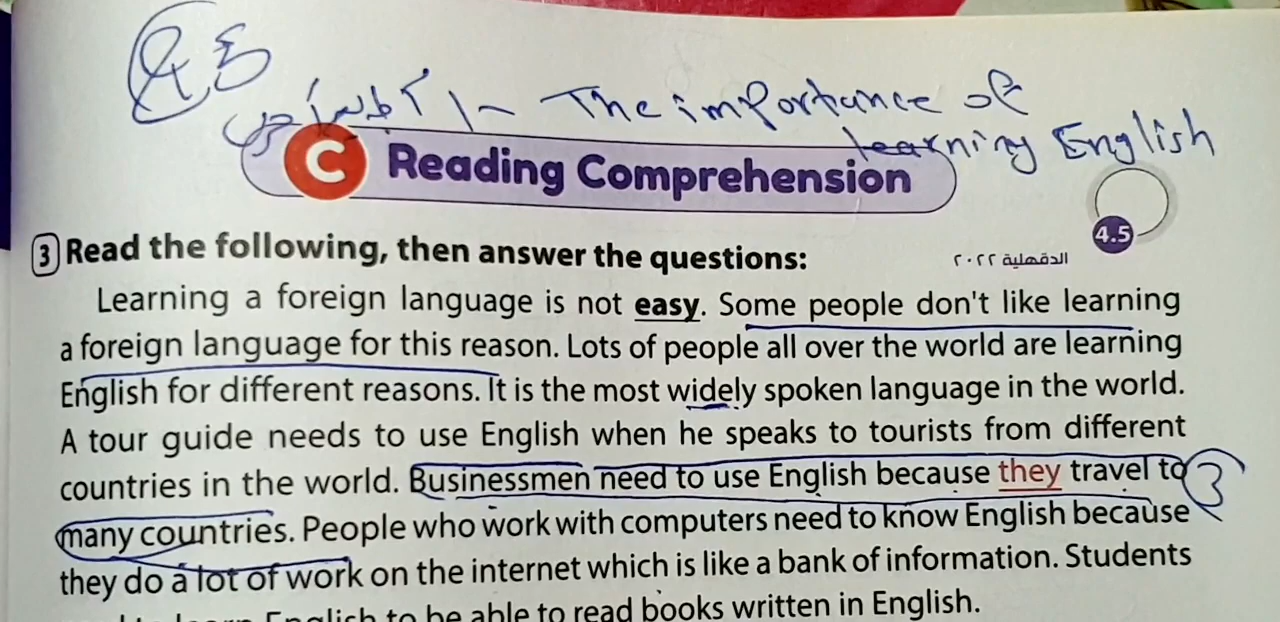 1- The importance of
learning English
C Reading Comprehension
4.5
3 Read the following, then answer the questions:
الدقهلية ٢٠٢٢
Learning a foreign language is not easy. Some people don't like learning
a foreign language for this reason. Lots of people all over the world are learning
English for different reasons. It is the most widely spoken language in the world.
A tour guide needs to use English when he speaks to tourists from different
countries in the world. Businessmen need to use English because they travel to
3
many countries. People who work with computers need to know English because
they do a lot of work on the internet which is like a bank of information. Students
English to be able to read books written in English.